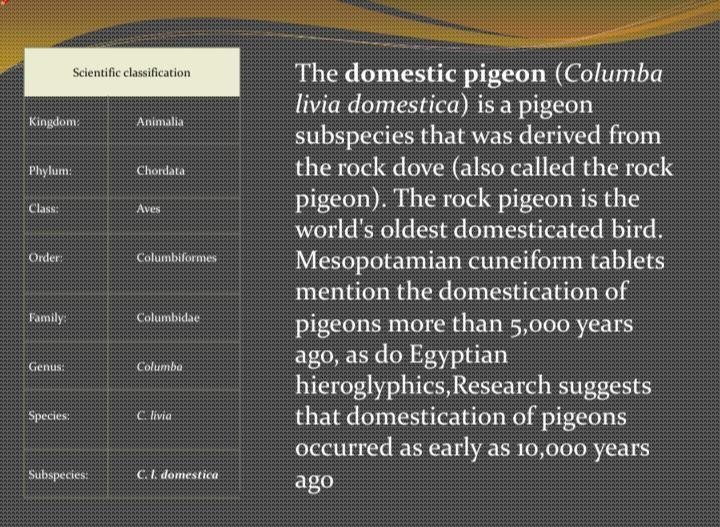 Scientific classification
Kingdom: Animalia
Phylum: Chordata
Class: Aves
Order: Columbiformes
Family: Columbidae
Genus: Columba
Species: C. livia
Subspecies: C. l. domestica
The domestic pigeon (Columba
livia domestica) is a pigeon
subspecies that was derived from
the rock dove (also called the rock
pigeon). The rock pigeon is the
world's oldest domesticated bird.
Mesopotamian cuneiform tablets
mention the domestication of
pigeons more than 5,000 years
ago, as do Egyptian
hieroglyphics,Research suggests
that domestication of pigeons
occurred as early as 10,000 years
ago